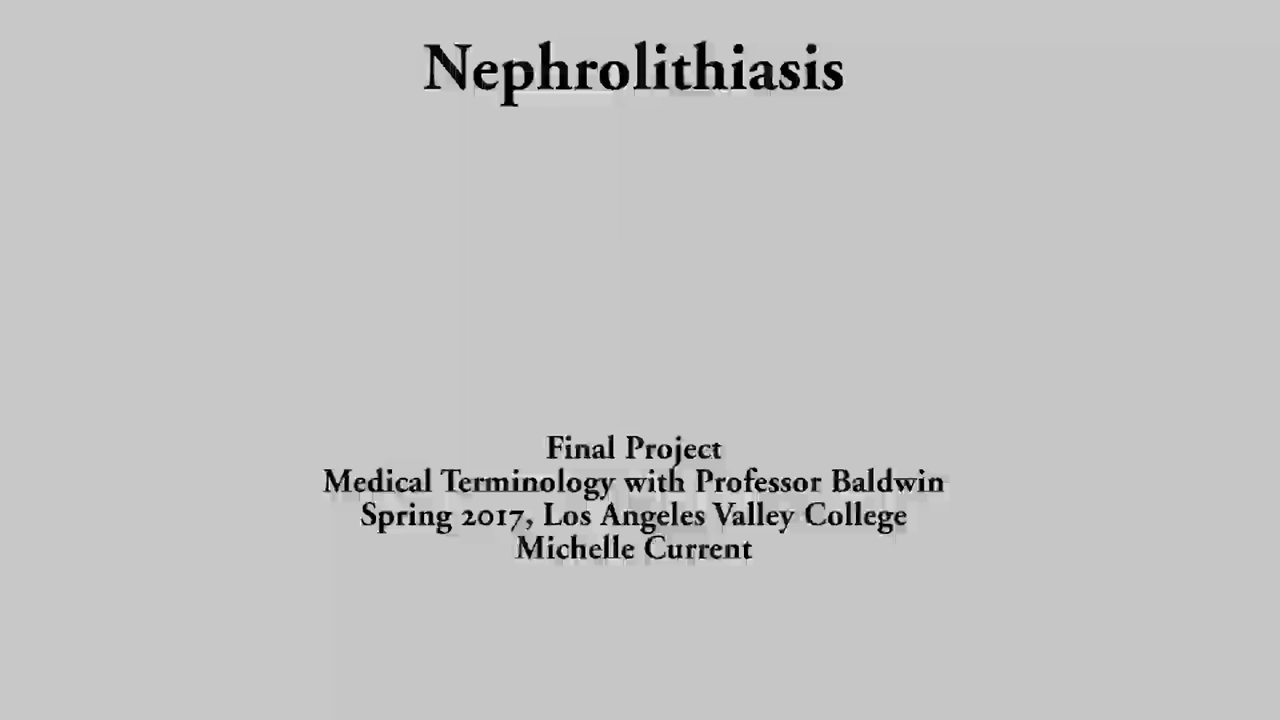 Nephrolithiasis
Final Project
Medical Terminology with Professor Baldwin
Spring 2017, Los Angeles Valley College
Michelle Current